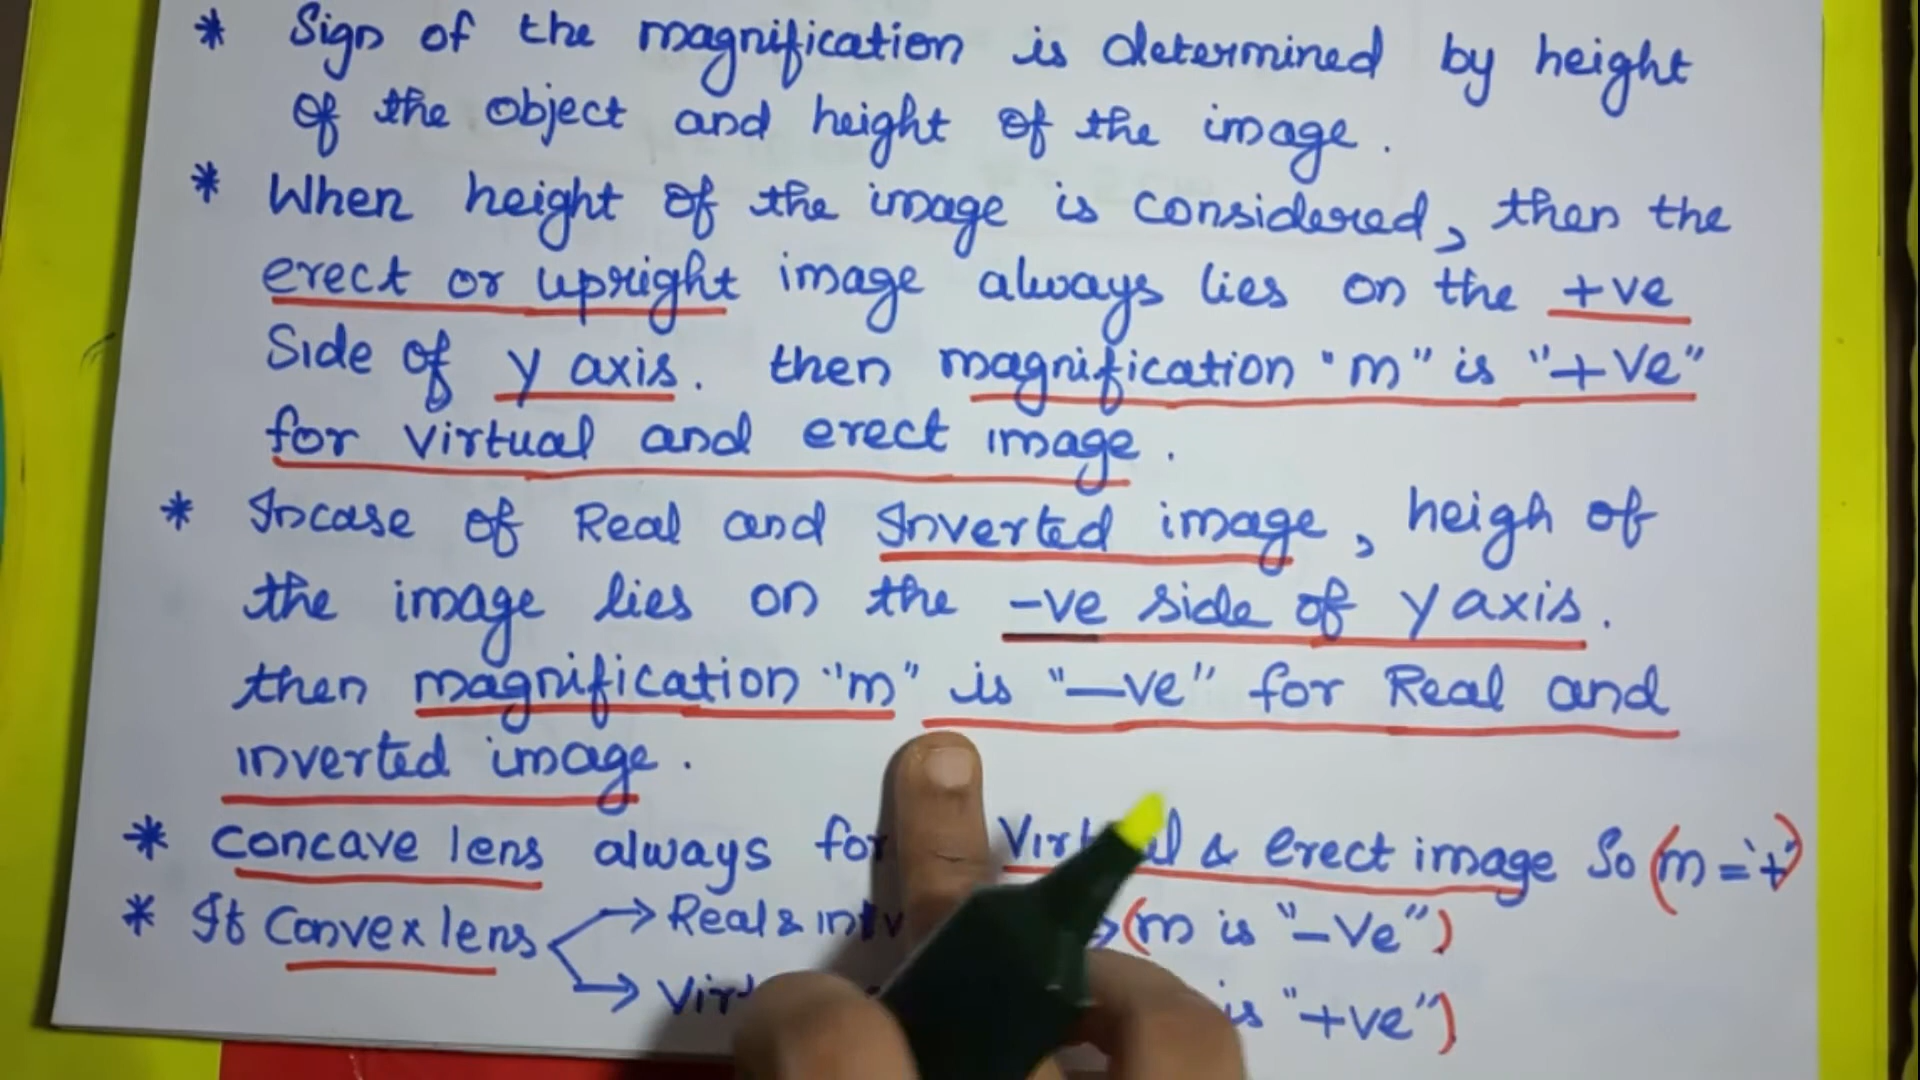 * Sign of the magnification is determined by height
of the object and height of the image.
* When height of the image is considered, then the
erect or upright image always lies on the +ve
side of y axis. then magnification "m" is "+ve"
for virtual and erect image.
* Incase of Real and Inverted image, heigh of
the image lies on the -ve side of y axis.
then magnification "m" is "-ve" for Real and
inverted image.
* Concave lens always & erect image So (m = '+')
* If Convex lens → Real & (m is "-ve")
→ is "+ve")